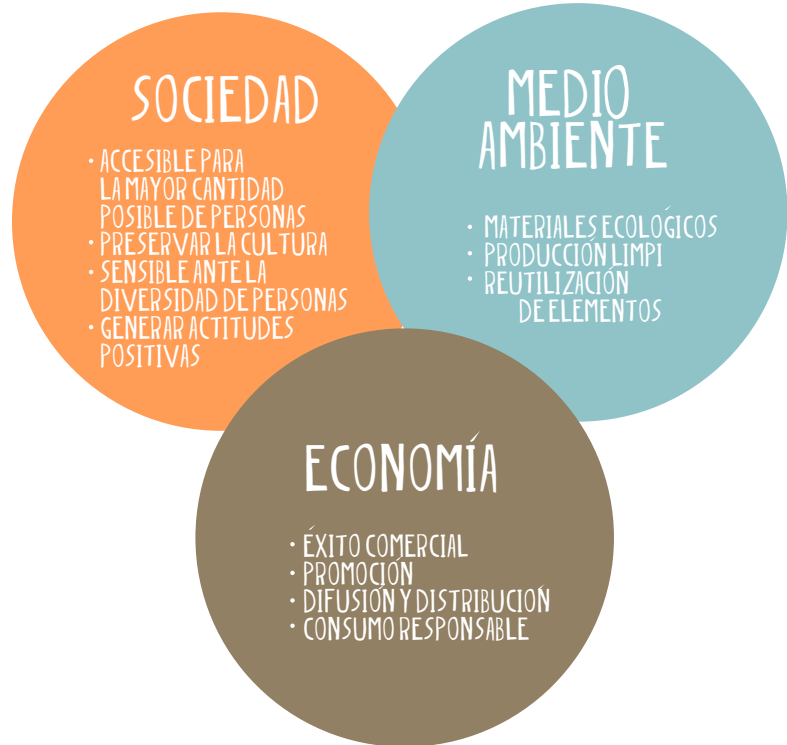 SOCIEDAD
• ACCESIBLE PARA
LA MAYOR CANTIDAD
POSIBLE DE PERSONAS
• PRESERVAR LA CULTURA
• SENSIBLE ANTE LA
DIVERSIDAD DE PERSONAS
• GENERAR ACTITUDES
POSITIVAS
MEDIO
AMBIENTE
• MATERIALES ECOLÓGICOS
• PRODUCCIÓN LIMPI
• REUTILIZACIÓN
DE ELEMENTOS
ECONOMÍA
• ÉXITO COMERCIAL
• PROMOCIÓN
• DIFUSIÓN Y DISTRIBUCIÓN
• CONSUMO RESPONSABLE